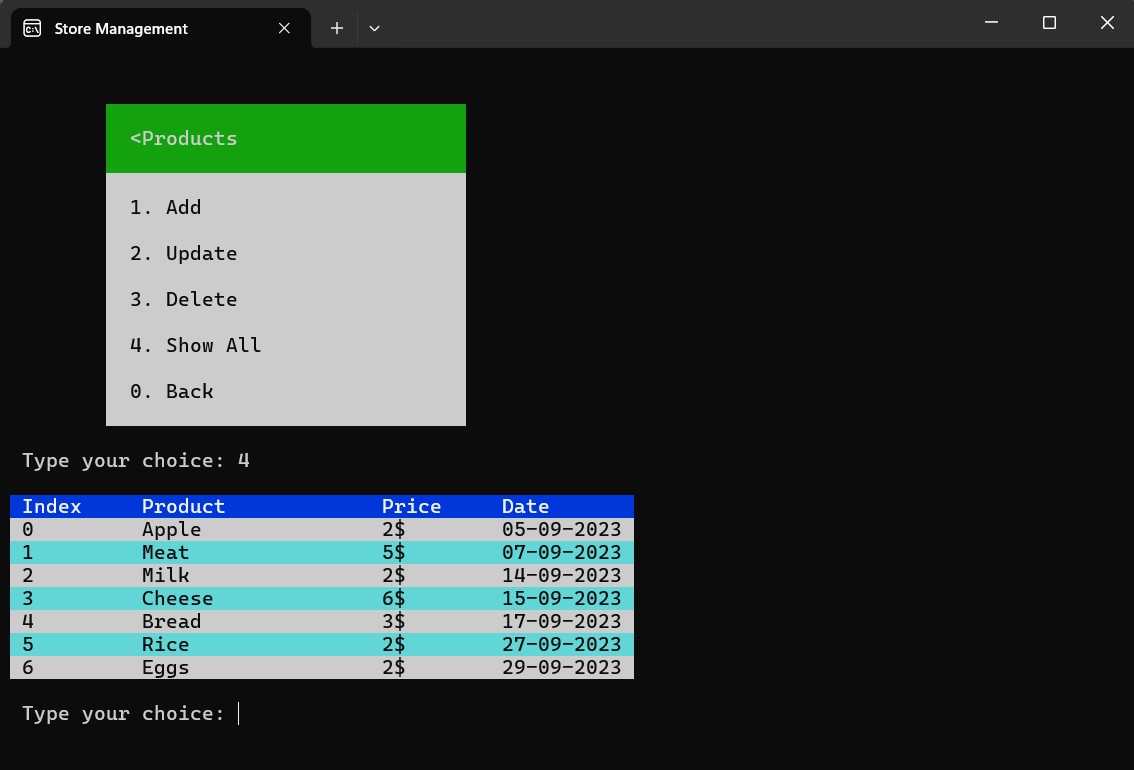 Store Management
<Products
1. Add
2. Update
3. Delete
4. Show All
0. Back
Type your choice: 4
Index Product Price Date
0 Apple 2$ 05-09-2023
1 Meat 5$ 07-09-2023
2 Milk 2$ 14-09-2023
3 Cheese 6$ 15-09-2023
4 Bread 3$ 17-09-2023
5 Rice 2$ 27-09-2023
6 Eggs 2$ 29-09-2023
Type your choice: